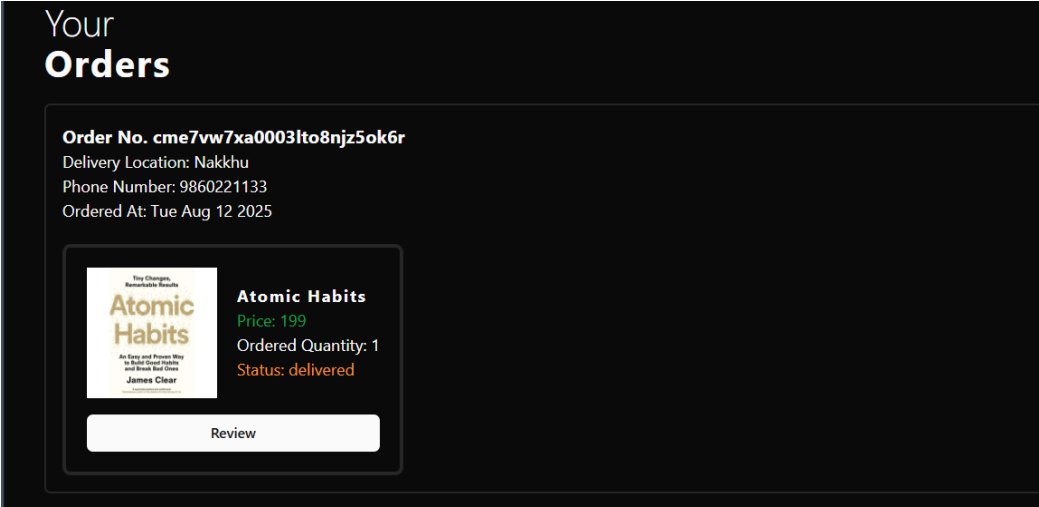 Your
Orders
Order No. cme7vw7xa0003lto8njz5ok6r
Delivery Location: Nakkhu
Phone Number: 9860221133
Ordered At: Tue Aug 12 2025
Tiny Changes,
Remarkable Results
Atomic
Habits
An Easy and Proven Way
to Build Good Habits
and Break Bad Ones
James Clear
Atomic Habits
Price: 199
Ordered Quantity: 1
Status: delivered
Review